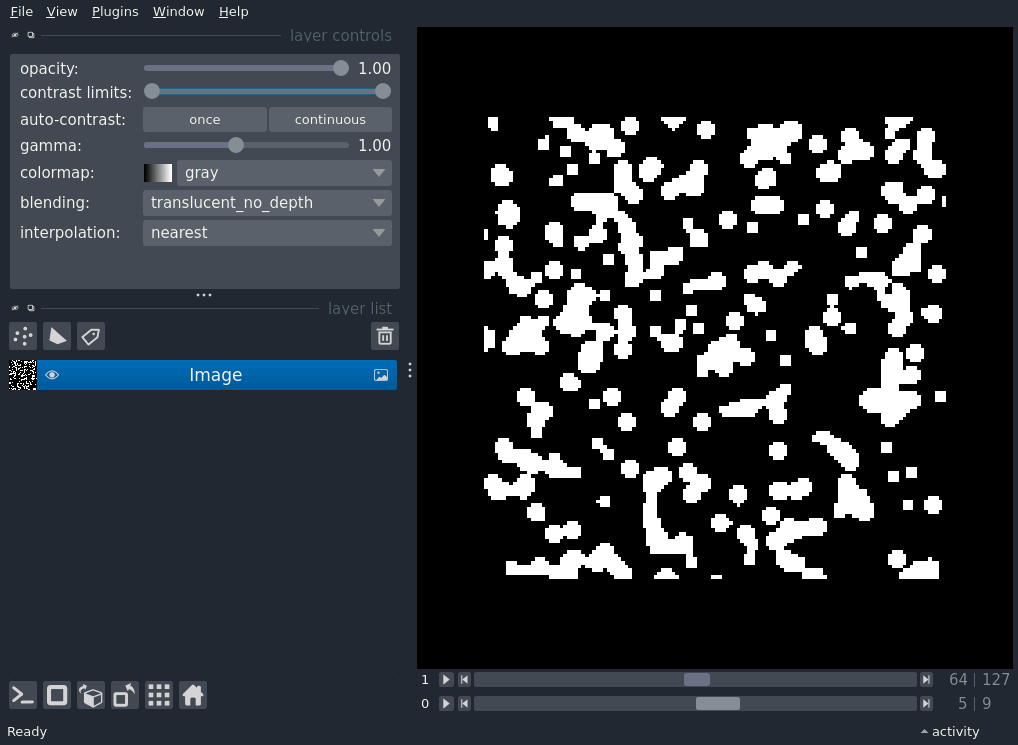 File View Plugins Window Help
layer controls
opacity: 1.00
contrast limits:
auto-contrast: once continuous
gamma: 1.00
colormap: gray
blending: translucent_no_depth
interpolation: nearest
layer list
Image
1 64 | 127
0 5 | 9
Ready activity